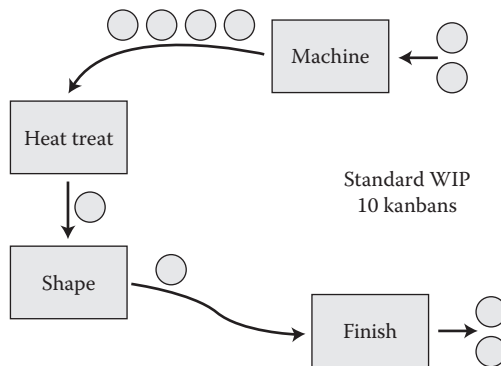 Machine
Heat treat
Standard WIP
10 kanbans
Shape
Finish